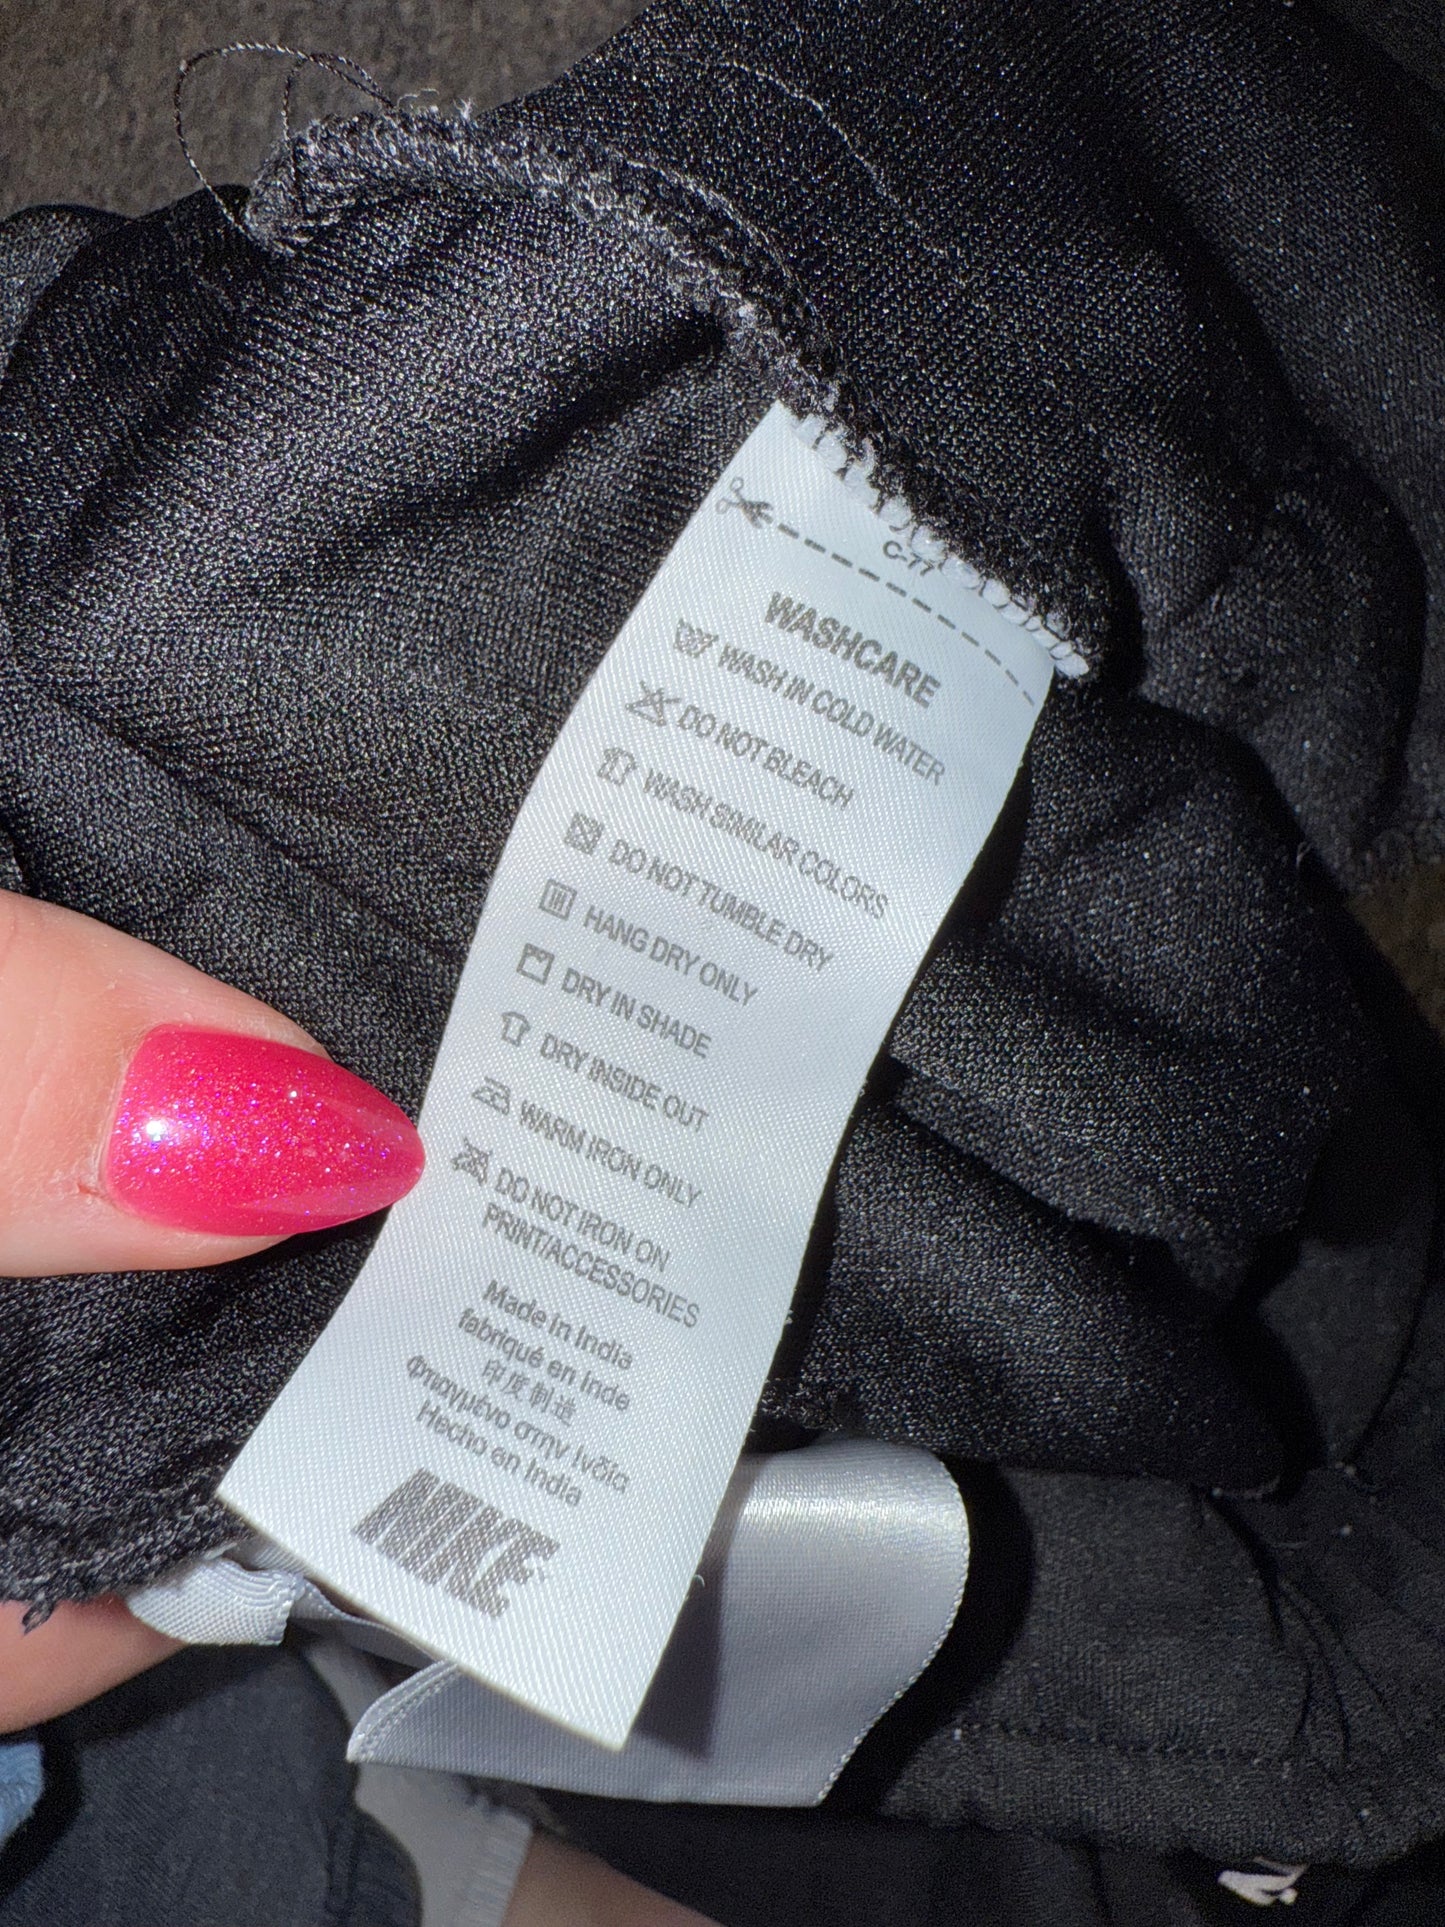 C-77
WASHCARE
WASH IN COLD WATER
DO NOT BLEACH
WASH SIMILAR COLORS
DO NOT TUMBLE DRY
HANG DRY ONLY
DRY IN SHADE
DRY INSIDE OUT
WARM IRON ONLY
DO NOT IRON ON
PRINT/ACCESSORIES
Made in India
fabriqué en Inde
印度制造
Φτιαγμένο στην Ινδία
Hecho en India
NIKE